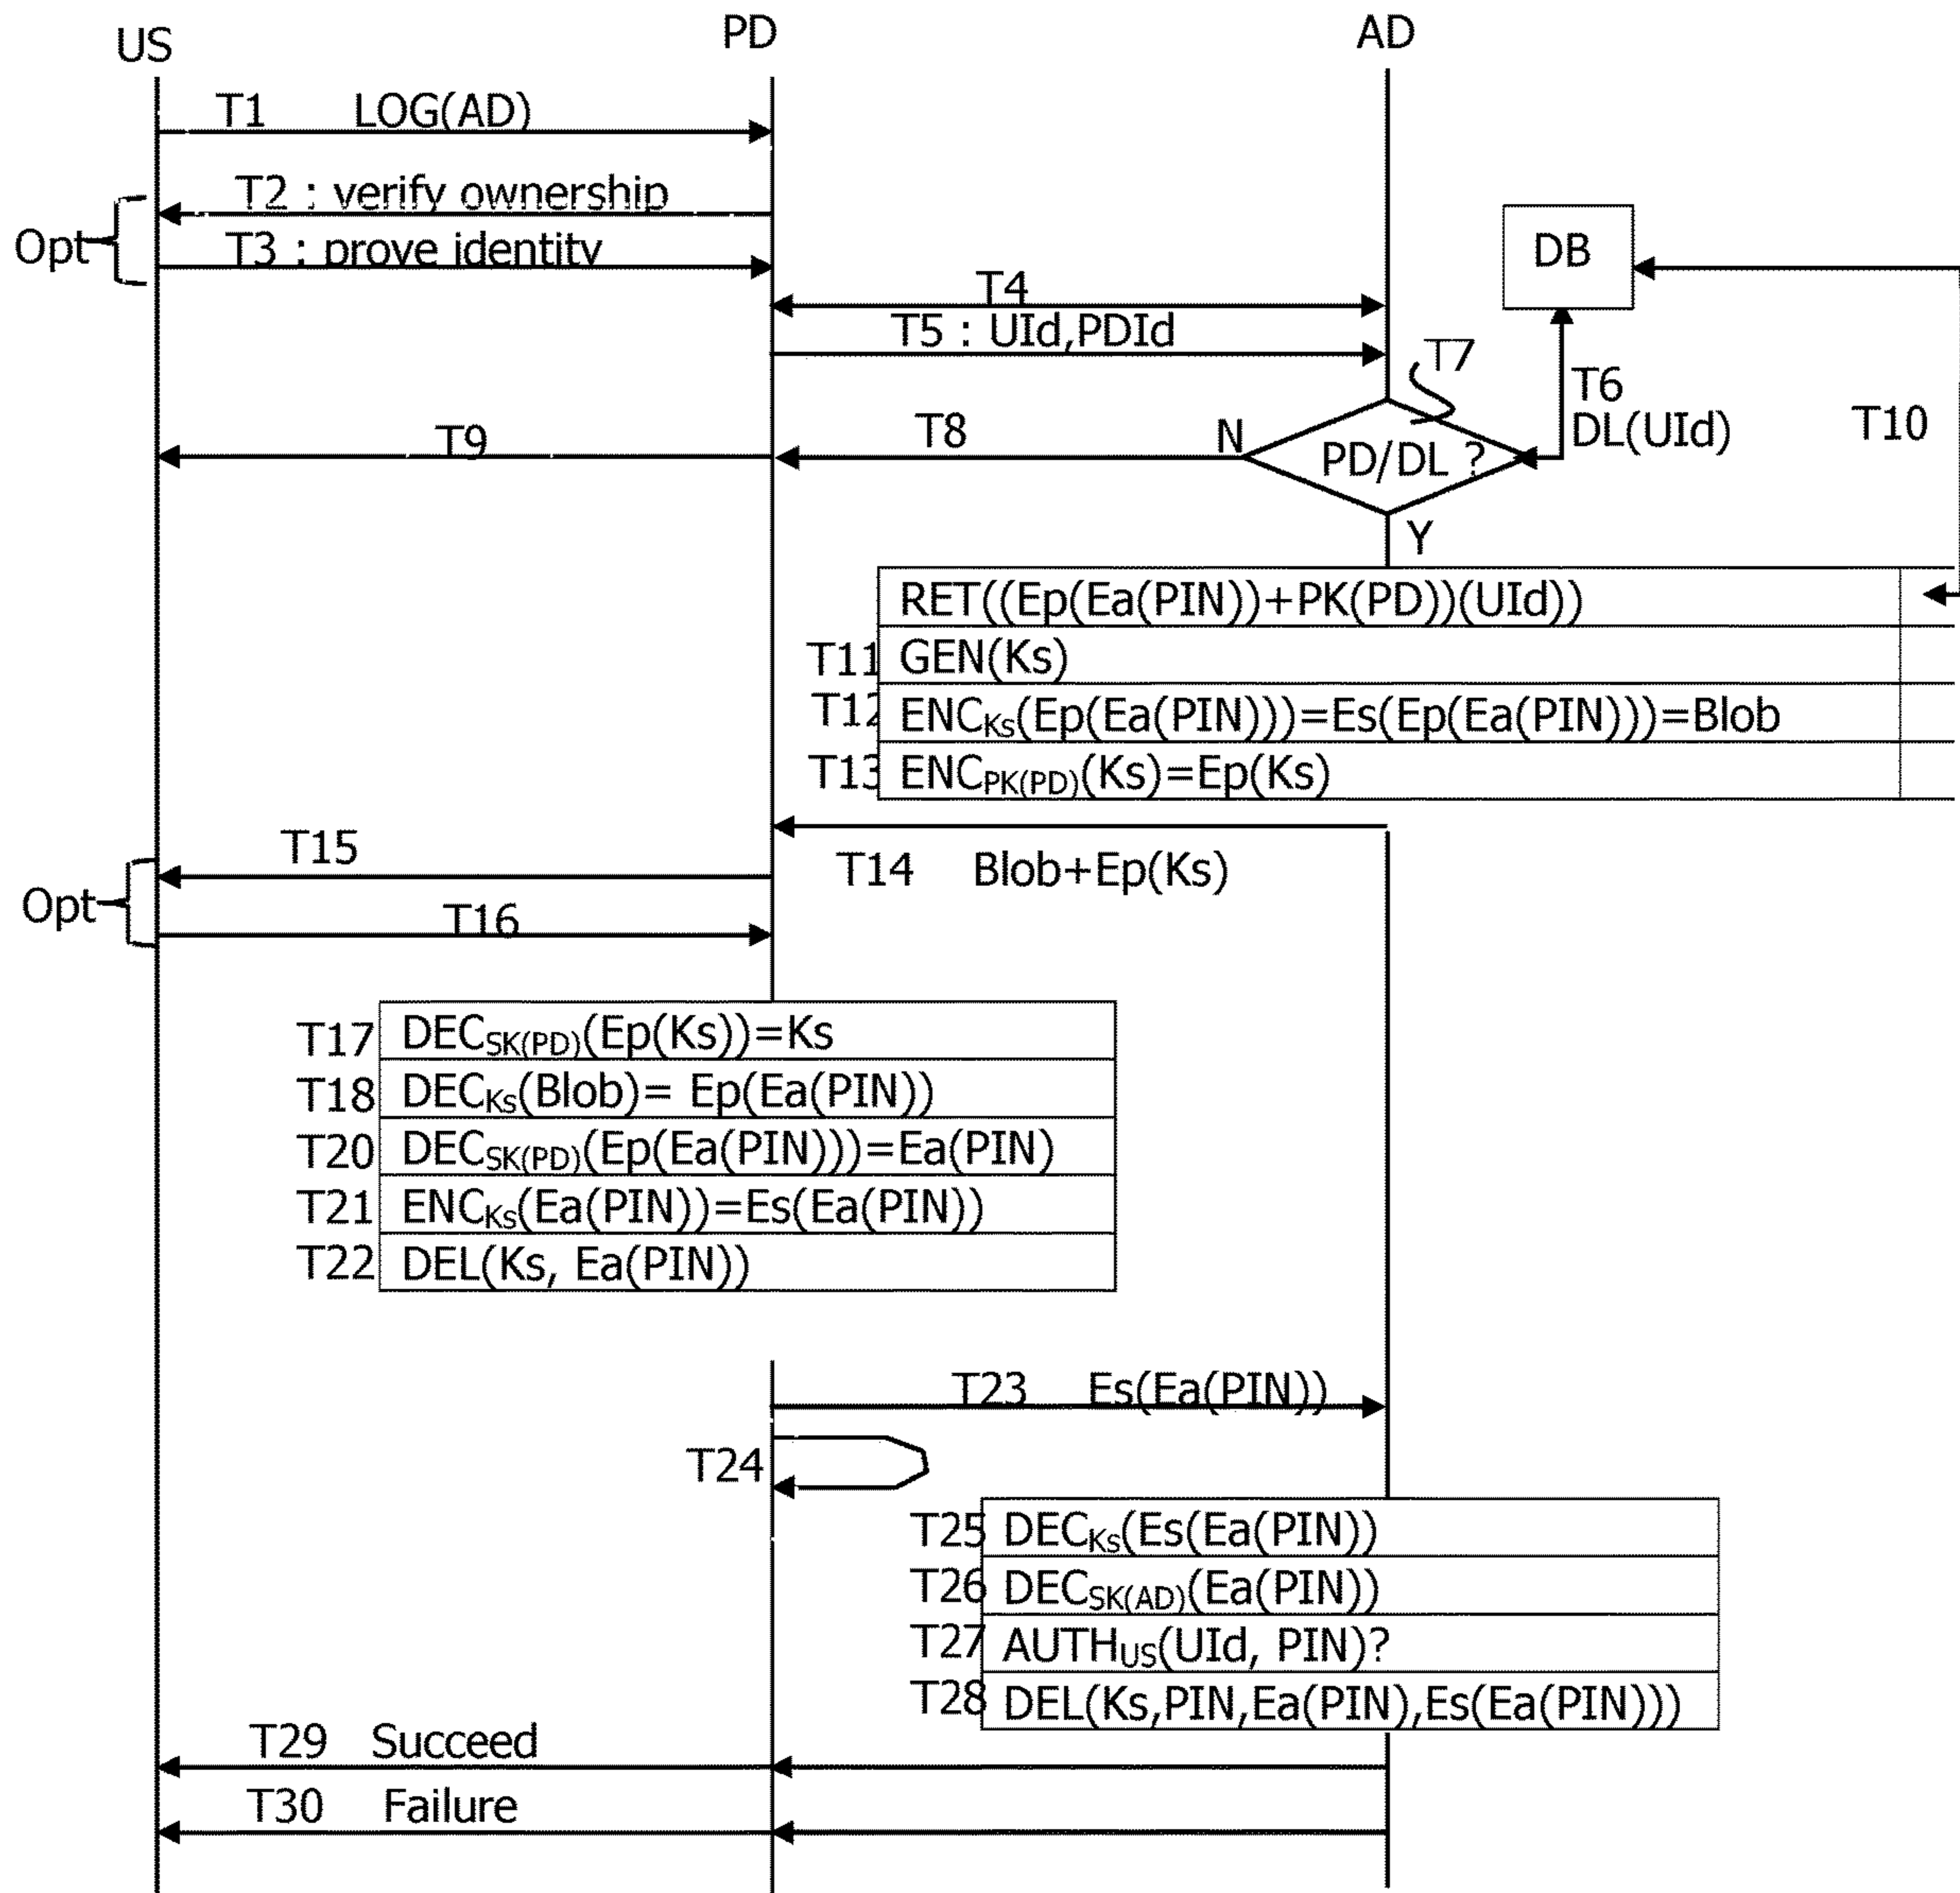 US PD AD
T1 LOG(AD)
T2 : verify ownership
Opt
T3 : prove identity
DB
T4
T5 : UId,PDId
T7
T6
DL(UId)
T10
T9
T8
N
PD/DL ?
Y
RET((Ep(Ea(PIN))+PK(PD))(UId))
T11 GEN(Ks)
T12 ENCKs(Ep(Ea(PIN)))=Es(Ep(Ea(PIN)))=Blob
T13 ENCPK(PD)(Ks)=Ep(Ks)
T15
T14 Blob+Ep(Ks)
Opt
T16
T17 DECSK(PD)(Ep(Ks))=Ks
T18 DECKs(Blob)= Ep(Ea(PIN))
T20 DECSK(PD)(Ep(Ea(PIN)))=Ea(PIN)
T21 ENCKs(Ea(PIN))=Es(Ea(PIN))
T22 DEL(Ks, Ea(PIN))
T23 Es(Ea(PIN))
T24
T25 DECKs(Es(Ea(PIN))
T26 DECSK(AD)(Ea(PIN))
T27 AUTHUS(UId, PIN)?
T28 DEL(Ks,PIN,Ea(PIN),Es(Ea(PIN)))
T29 Succeed
T30 Failure